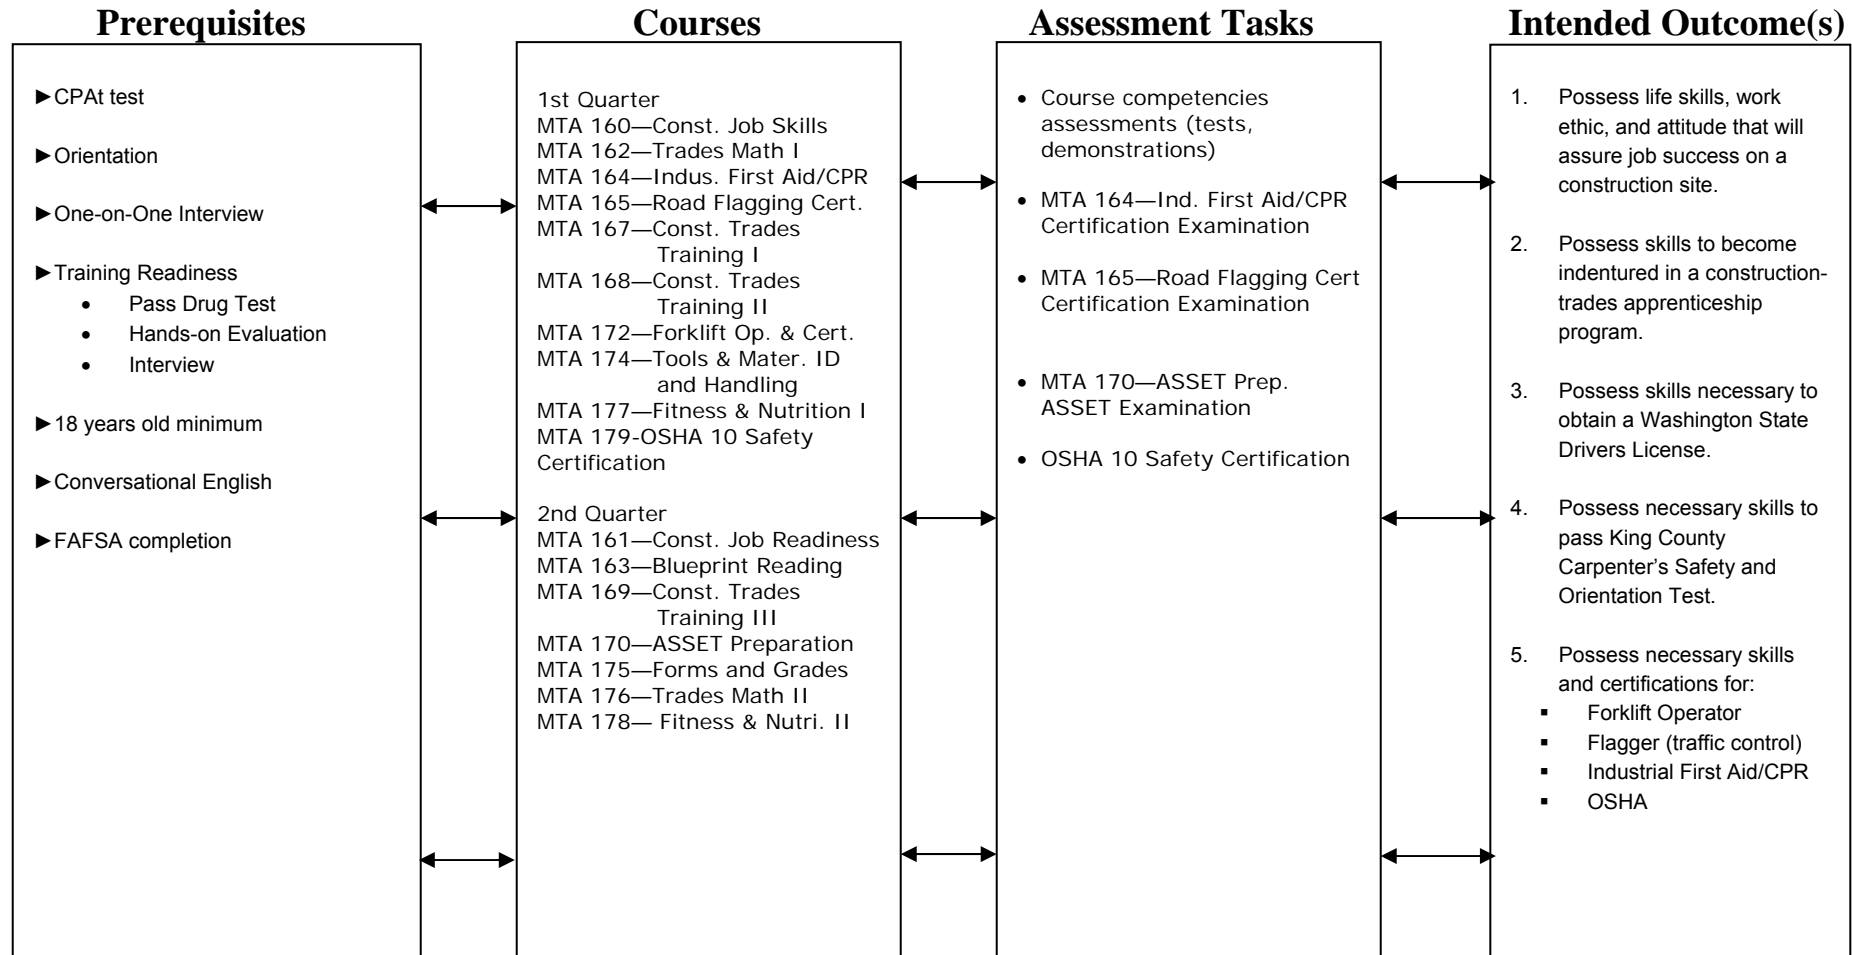 Prerequisites
►CPAt test
►Orientation
►One-on-One Interview
►Training Readiness
• Pass Drug Test
• Hands-on Evaluation
• Interview
►18 years old minimum
►Conversational English
►FAFSA completion
Courses
1st Quarter
MTA 160—Const. Job Skills
MTA 162—Trades Math I
MTA 164—Indus. First Aid/CPR
MTA 165—Road Flagging Cert.
MTA 167—Const. Trades
Training I
MTA 168—Const. Trades
Training II
MTA 172—Forklift Op. & Cert.
MTA 174—Tools & Mater. ID
and Handling
MTA 177—Fitness & Nutrition I
MTA 179-OSHA 10 Safety
Certification
2nd Quarter
MTA 161—Const. Job Readiness
MTA 163—Blueprint Reading
MTA 169—Const. Trades
Training III
MTA 170—ASSET Preparation
MTA 175—Forms and Grades
MTA 176—Trades Math II
MTA 178— Fitness & Nutri. II
Assessment Tasks
• Course competencies
assessments (tests,
demonstrations)
• MTA 164—Ind. First Aid/CPR
Certification Examination
• MTA 165—Road Flagging Cert
Certification Examination
• MTA 170—ASSET Prep.
ASSET Examination
• OSHA 10 Safety Certification
Intended Outcome(s)
1. Possess life skills, work
ethic, and attitude that will
assure job success on a
construction site.
2. Possess skills to become
indentured in a construction-
trades apprenticeship
program.
3. Possess skills necessary to
obtain a Washington State
Drivers License.
4. Possess necessary skills to
pass King County
Carpenter’s Safety and
Orientation Test.
5. Possess necessary skills
and certifications for:
▪ Forklift Operator
▪ Flagger (traffic control)
▪ Industrial First Aid/CPR
▪ OSHA